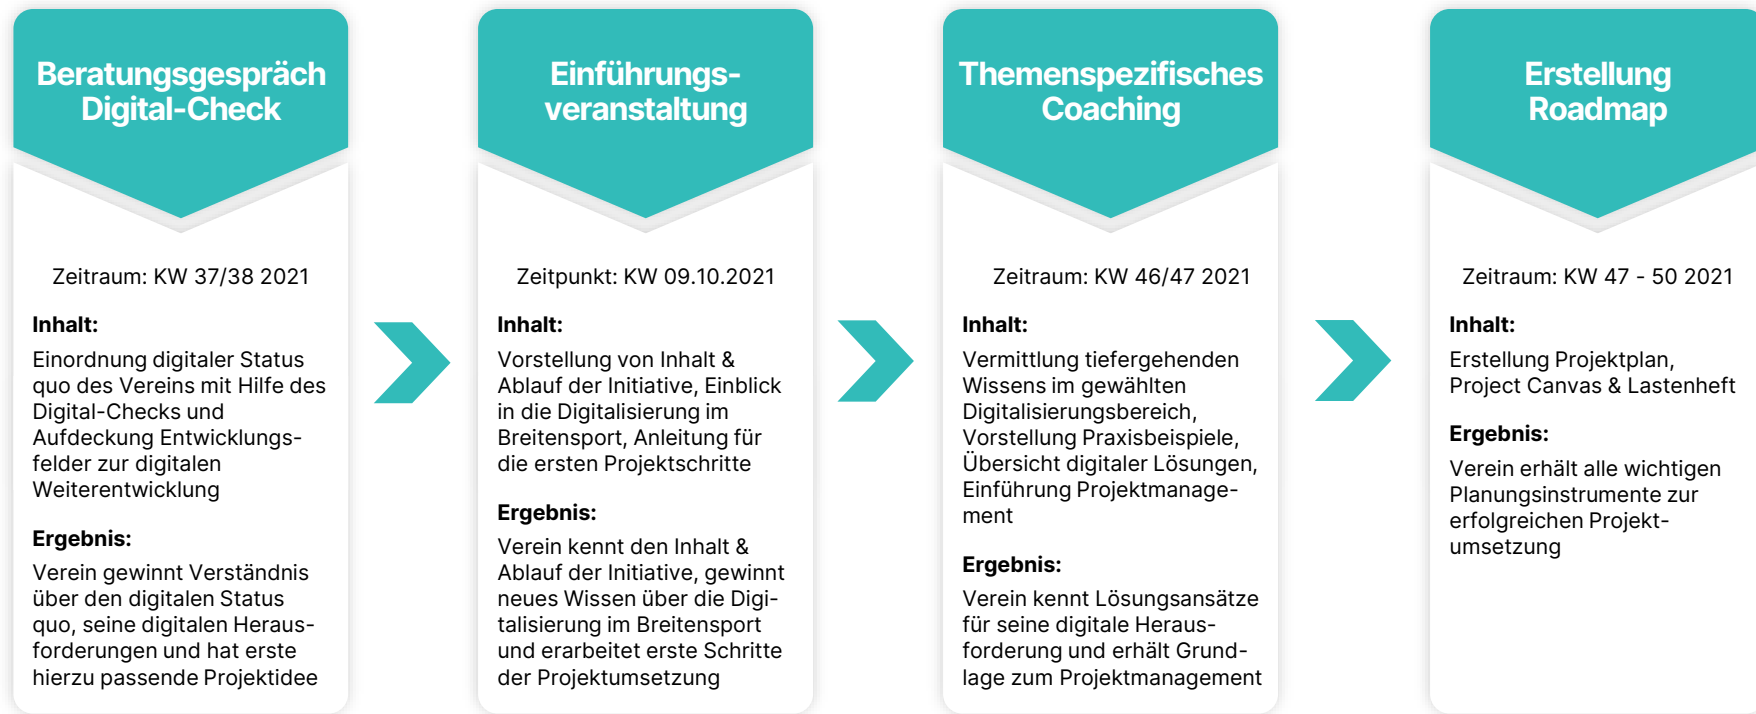 Beratungsgespräch
Digital-Check
Zeitraum: KW 37/38 2021
Inhalt:
Einordnung digitaler Status
quo des Vereins mit Hilfe des
Digital-Checks und
Aufdeckung Entwicklungs-
felder zur digitalen
Weiterentwicklung
Ergebnis:
Verein gewinnt Verständnis
über den digitalen Status
quo, seine digitalen Heraus-
forderungen und hat erste
hierzu passende Projektidee
Einführungs-
veranstaltung
Zeitpunkt: KW 09.10.2021
Inhalt:
Vorstellung von Inhalt &
Ablauf der Initiative, Einblick
in die Digitalisierung im
Breitensport, Anleitung für
die ersten Projektschritte
Ergebnis:
Verein kennt den Inhalt &
Ablauf der Initiative, gewinnt
neues Wissen über die Digi-
talisierung im Breitensport
und erarbeitet erste Schritte
der Projektumsetzung
Themenspezifisches
Coaching
Zeitraum: KW 46/47 2021
Inhalt:
Vermittlung tiefergehenden
Wissens im gewählten
Digitalisierungsbereich,
Vorstellung Praxisbeispiele,
Übersicht digitaler Lösungen,
Einführung Projektmanage-
ment
Ergebnis:
Verein kennt Lösungsansätze
für seine digitale Heraus-
forderung und erhält Grund-
lage zum Projektmanagement
Erstellung
Roadmap
Zeitraum: KW 47 - 50 2021
Inhalt:
Erstellung Projektplan,
Project Canvas & Lastenheft
Ergebnis:
Verein erhält alle wichtigen
Planungsinstrumente zur
erfolgreichen Projekt-
umsetzung